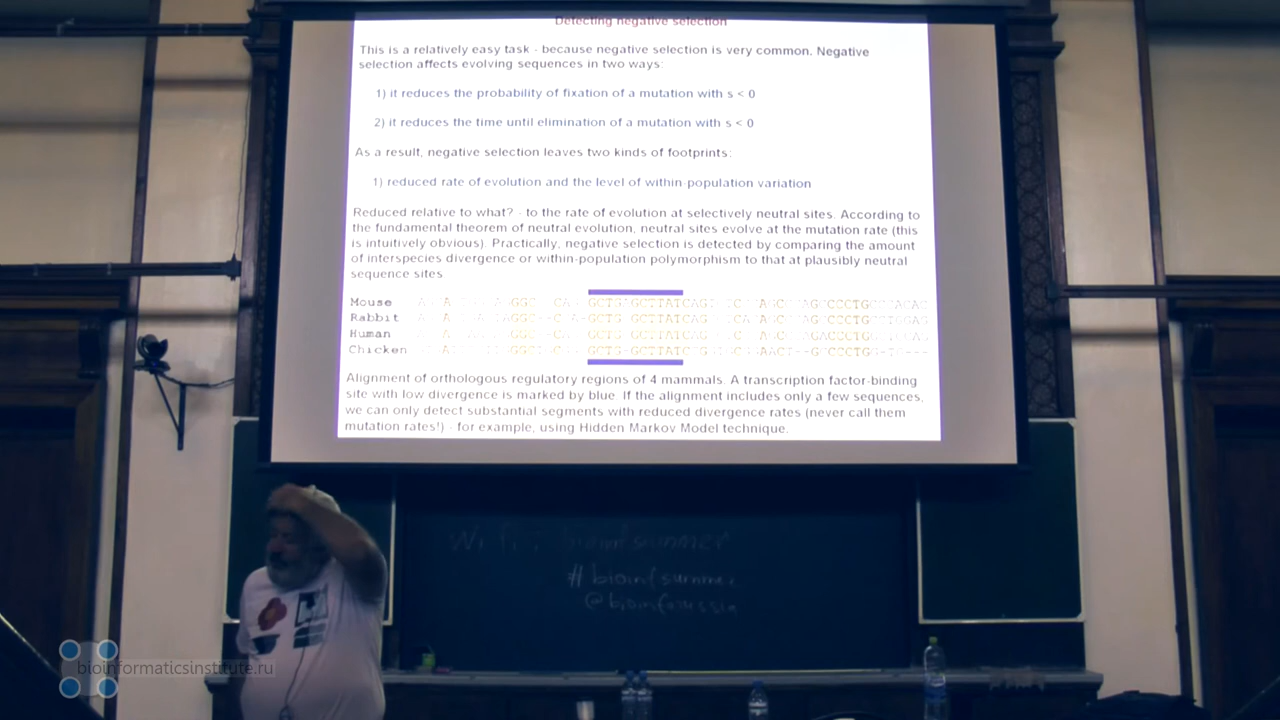 Detecting negative selection
This is a relatively easy task - because negative selection is very common. Negative
selection affects evolving sequences in two ways:
1) it reduces the probability of fixation of a mutation with s < 0
2) it reduces the time until elimination of a mutation with s < 0
As a result, negative selection leaves two kinds of footprints:
1) reduced rate of evolution and the level of within-population variation
Reduced relative to what? - to the rate of evolution at selectively neutral sites. According to
the fundamental theorem of neutral evolution, neutral sites evolve at the mutation rate (this
is intuitively obvious). Practically, negative selection is detected by comparing the amount
of interspecies divergence or within-population polymorphism to that at plausibly neutral
sequence sites.
Mouse
Rabbit
Human
Chicken
Alignment of orthologous regulatory regions of 4 mammals. A transcription factor-binding
site with low divergence is marked by blue. If the alignment includes only a few sequences,
we can only detect substantial segments with reduced divergence rates (never call them
mutation rates!) - for example, using Hidden Markov Model technique.
bioinfsummer
#bioinfsummer
@bioinforussia
bioinformaticsinstitute.ru